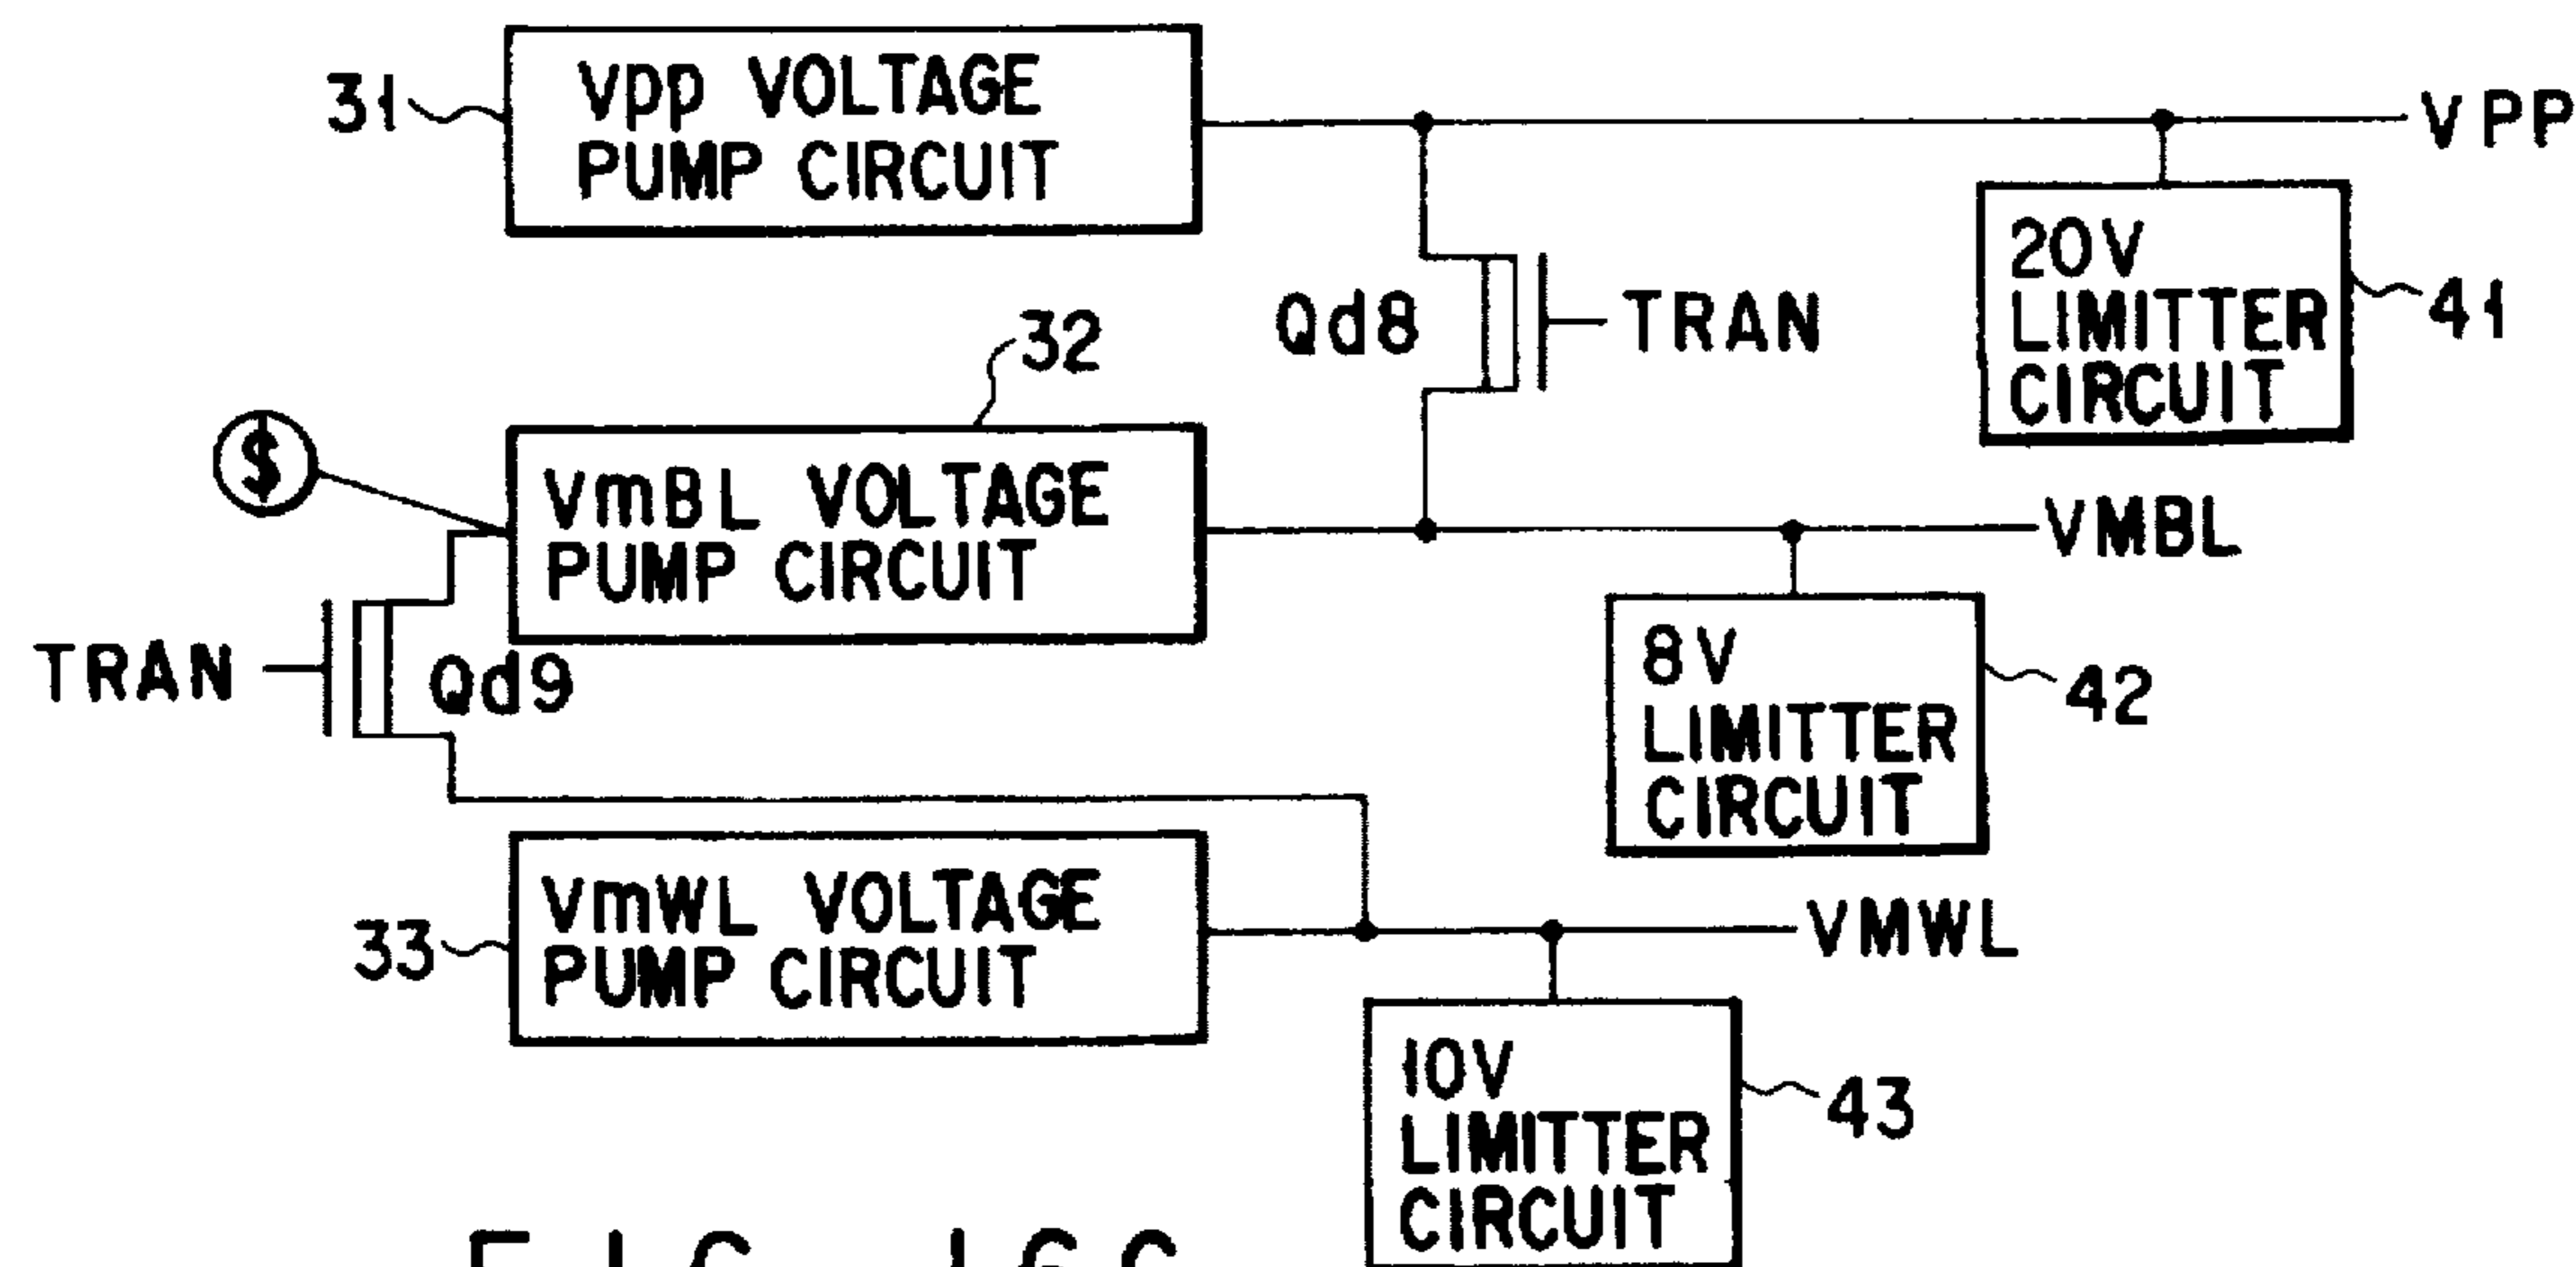 31
Vpp VOLTAGE
PUMP CIRCUIT
VPP
20V
LIMITTER
CIRCUIT
41
Qd8
TRAN
32
$
VmBL VOLTAGE
PUMP CIRCUIT
VMBL
TRAN
Qd9
8V
LIMITTER
CIRCUIT
42
33
VmWL VOLTAGE
PUMP CIRCUIT
VMWL
10V
LIMITTER
CIRCUIT
43